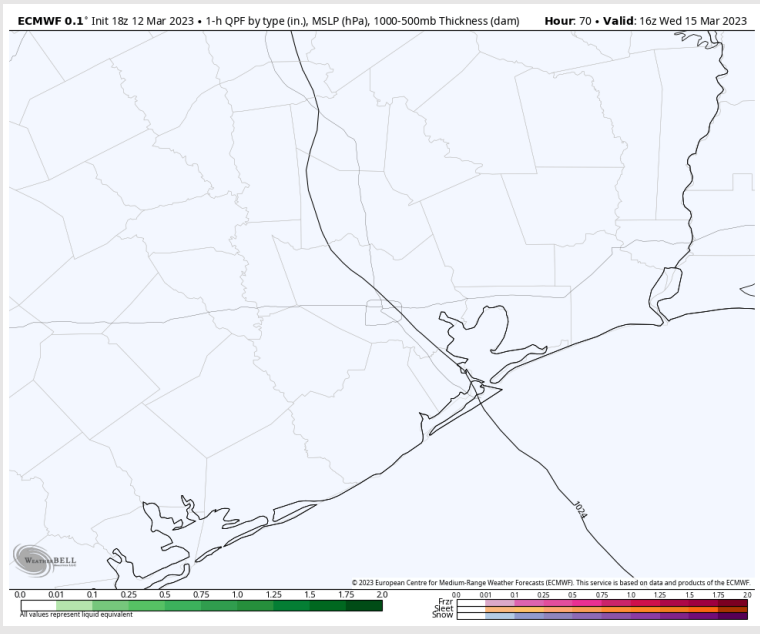 ECMWF 0.1° Init 18z 12 Mar 2023 • 1-h QPF by type (in.), MSLP (hPa), 1000-500mb Thickness (dam) Hour: 70 • Valid: 16z Wed 15 Mar 2023
1024
WEATHERBELL
© 2023 European Centre for Medium-Range Weather Forecasts (ECMWF). This service is based on data and products of the ECMWF.
0.0 0.01 0.1 0.25 0.5 0.75 1.0 1.25 1.5 1.75 2.0
All values represent liquid equivalent
0.0 0.01 0.1 0.25 0.5 0.75 1.0 1.25 1.5 1.75 2.0
Frzr
Sleet
Snow